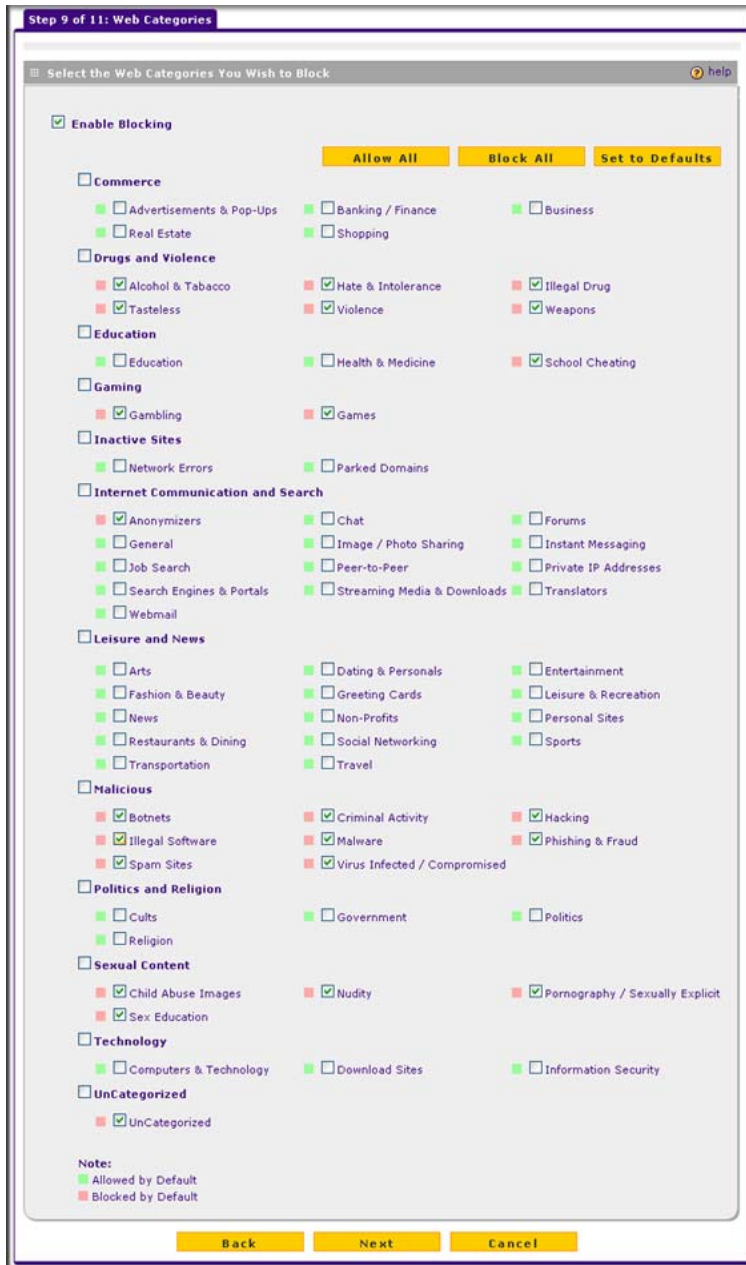 Step 9 of 11: Web Categories
Select the Web Categories You Wish to Block help
Enable Blocking
Allow All Block All Set to Defaults
Commerce
Advertisements & Pop-Ups Banking / Finance Business
Real Estate Shopping
Drugs and Violence
Alcohol & Tabacco Hate & Intolerance Illegal Drug
Tasteless Violence Weapons
Education
Education Health & Medicine School Cheating
Gaming
Gambling Games
Inactive Sites
Network Errors Parked Domains
Internet Communication and Search
Anonymizers Chat Forums
General Image / Photo Sharing Instant Messaging
Job Search Peer-to-Peer Private IP Addresses
Search Engines & Portals Streaming Media & Downloads Translators
Webmail
Leisure and News
Arts Dating & Personals Entertainment
Fashion & Beauty Greeting Cards Leisure & Recreation
News Non-Profits Personal Sites
Restaurants & Dining Social Networking Sports
Transportation Travel
Malicious
Botnets Criminal Activity Hacking
Illegal Software Malware Phishing & Fraud
Spam Sites Virus Infected / Compromised
Politics and Religion
Cults Government Politics
Religion
Sexual Content
Child Abuse Images Nudity Pornography / Sexually Explicit
Sex Education
Technology
Computers & Technology Download Sites Information Security
UnCategorized
UnCategorized
Note:
Allowed by Default
Blocked by Default
Back Next Cancel